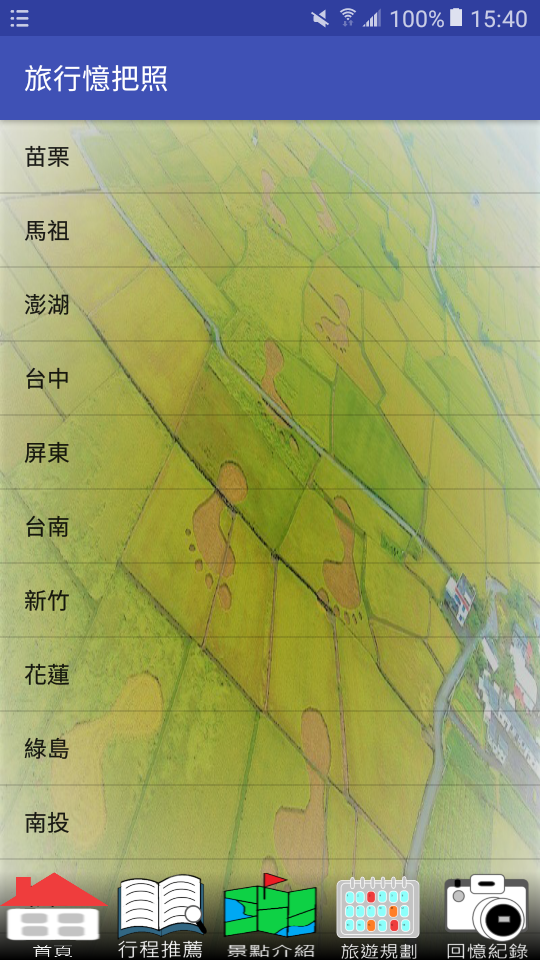 100% 15:40
旅行憶把照
苗栗
馬祖
澎湖
台中
屏東
台南
新竹
花蓮
綠島
南投
首頁 行程推薦 景點介紹 旅遊規劃 回憶紀錄